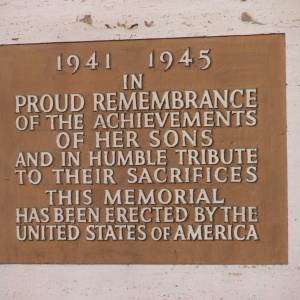 1941 1945
IN
PROUD REMEMBRANCE
OF THE ACHIEVEMENTS
OF HER SONS
AND IN HUMBLE TRIBUTE
TO THEIR SACRIFICES
THIS MEMORIAL
HAS BEEN ERECTED BY THE
UNITED STATES OF AMERICA